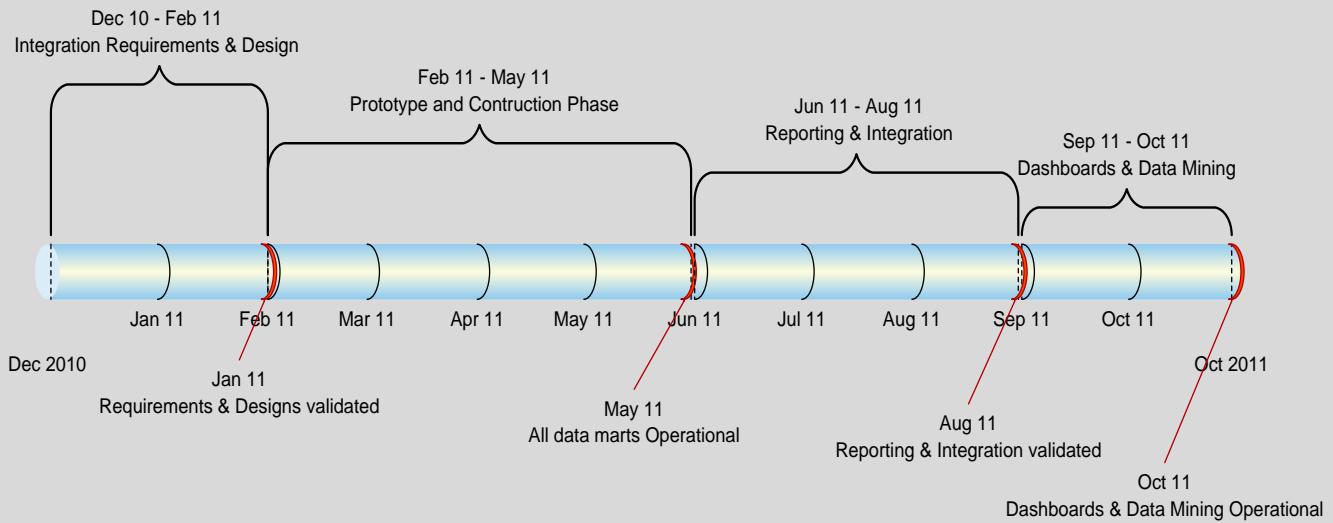 Dec 10 - Feb 11
Integration Requirements & Design
Feb 11 - May 11
Prototype and Contruction Phase
Jun 11 - Aug 11
Reporting & Integration
Sep 11 - Oct 11
Dashboards & Data Mining
Jan 11
Feb 11
Mar 11
Apr 11
May 11
Jun 11
Jul 11
Aug 11
Sep 11
Oct 11
Dec 2010
Oct 2011
Jan 11
Requirements & Designs validated
May 11
All data marts Operational
Aug 11
Reporting & Integration validated
Oct 11
Dashboards & Data Mining Operational